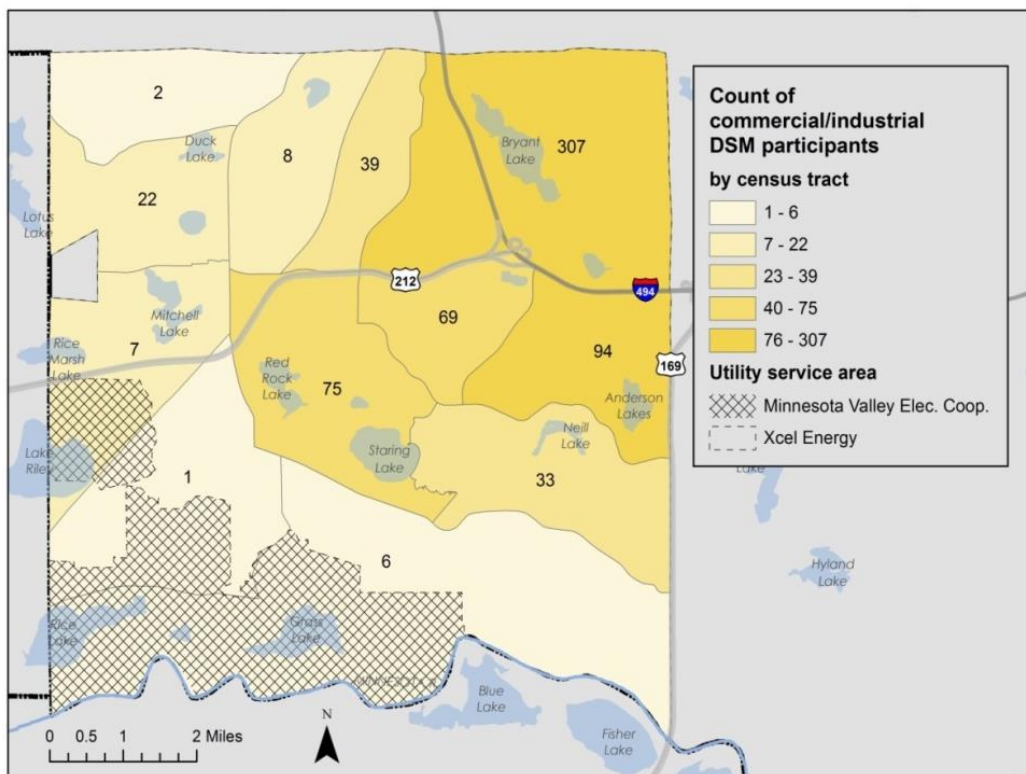 2
Duck
Lake
8
39
Bryant
Lake
307
22
Lotus
Lake
212
494
Mitchell
Lake
7
Rice
Marsh
Lake
69
94
169
Red
Rock
Lake
75
Anderson
Lakes
Neill
Lake
Staring
Lake
33
Lake
Riley
1
6
Rice
Lake
Grass
Lake
MINNESOTA R
Blue
Lake
Fisher
Lake
Hyland
Lake
Lake
0 0.5 1 2 Miles
N
Count of
commercial/industrial
DSM participants
by census tract
1 - 6
7 - 22
23 - 39
40 - 75
76 - 307
Utility service area
Minnesota Valley Elec. Coop.
Xcel Energy